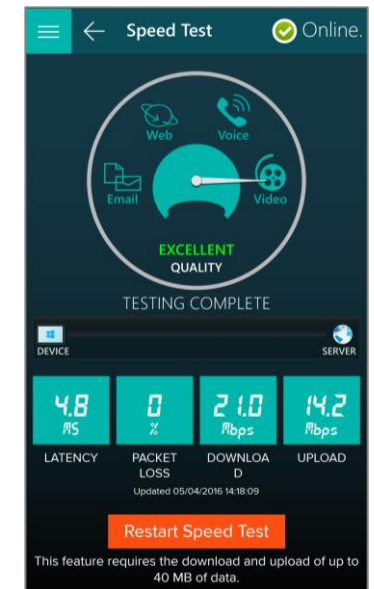 Speed Test
Online.
Web
Voice
Email
Video
EXCELLENT
QUALITY
TESTING COMPLETE
DEVICE
SERVER
4.8
ms
0
%
21.0
Mbps
14.2
Mbps
LATENCY
PACKET
LOSS
DOWNLOA
D
UPLOAD
Updated 05/04/2016 14:18:09
Restart Speed Test
This feature requires the download and upload of up to
40 MB of data.